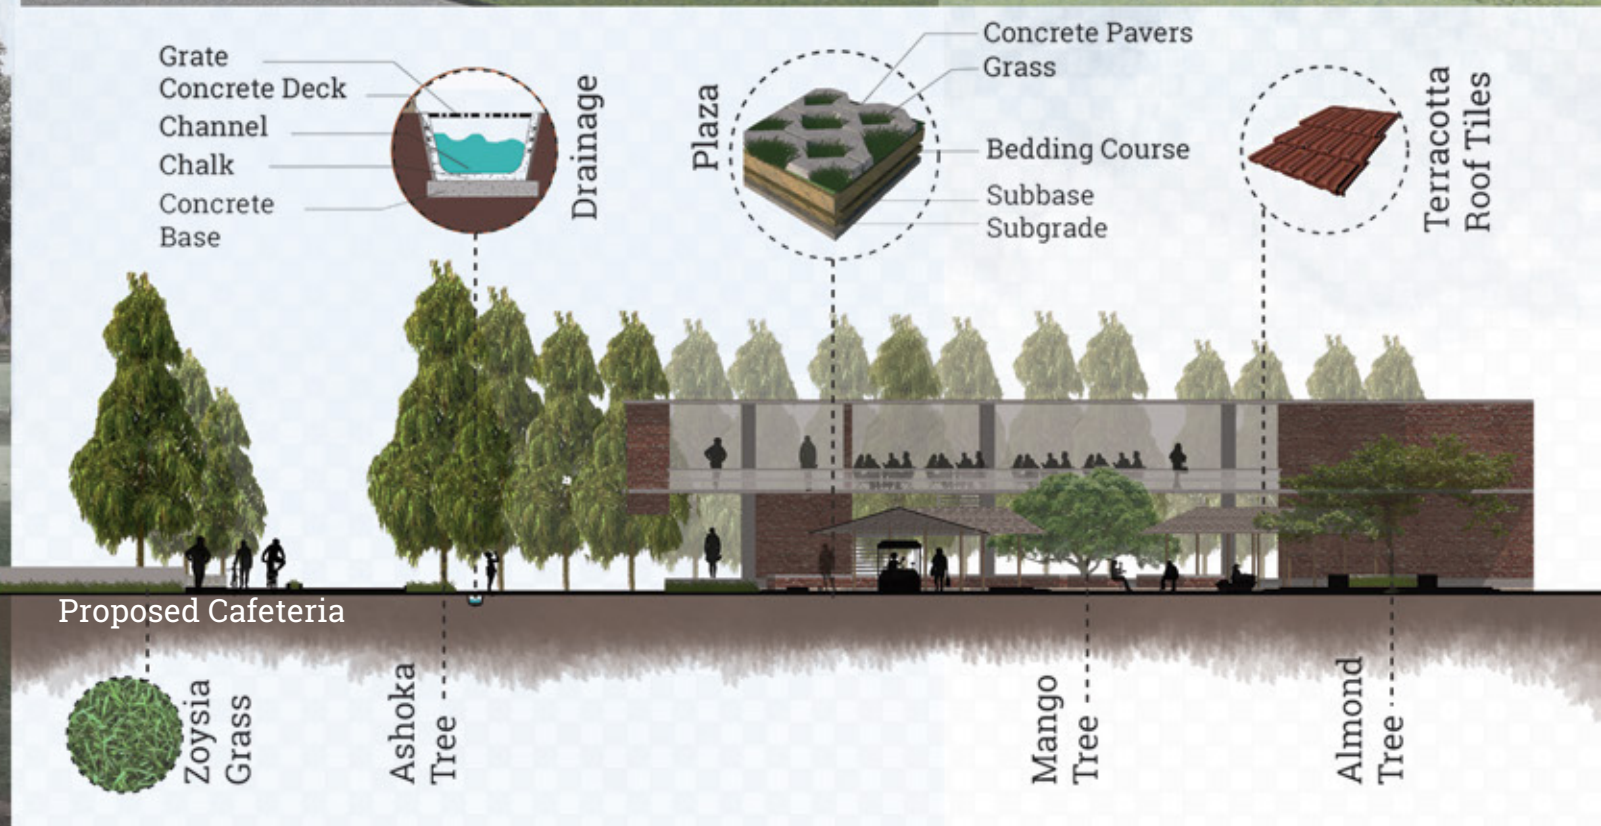 Grate
Concrete Deck
Channel
Chalk
Concrete
Base
Drainage
Plaza
Concrete Pavers
Grass
Bedding Course
Subbase
Subgrade
Terracotta
Roof Tiles
Proposed Cafeteria
Zoysia
Grass
Ashoka
Tree
Mango
Tree
Almond
Tree